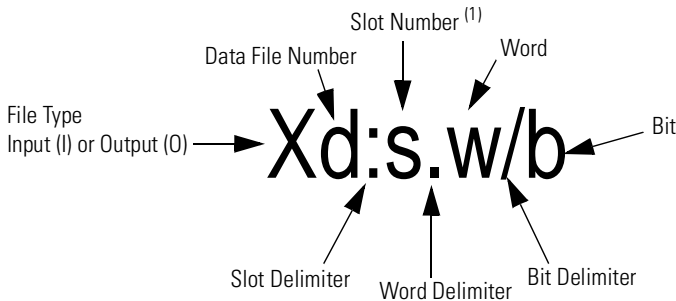 Slot Number (1)
Data File Number
Word
File Type
Input (I) or Output (O)
Xd:s.w/b
Bit
Slot Delimiter
Word Delimiter
Bit Delimiter